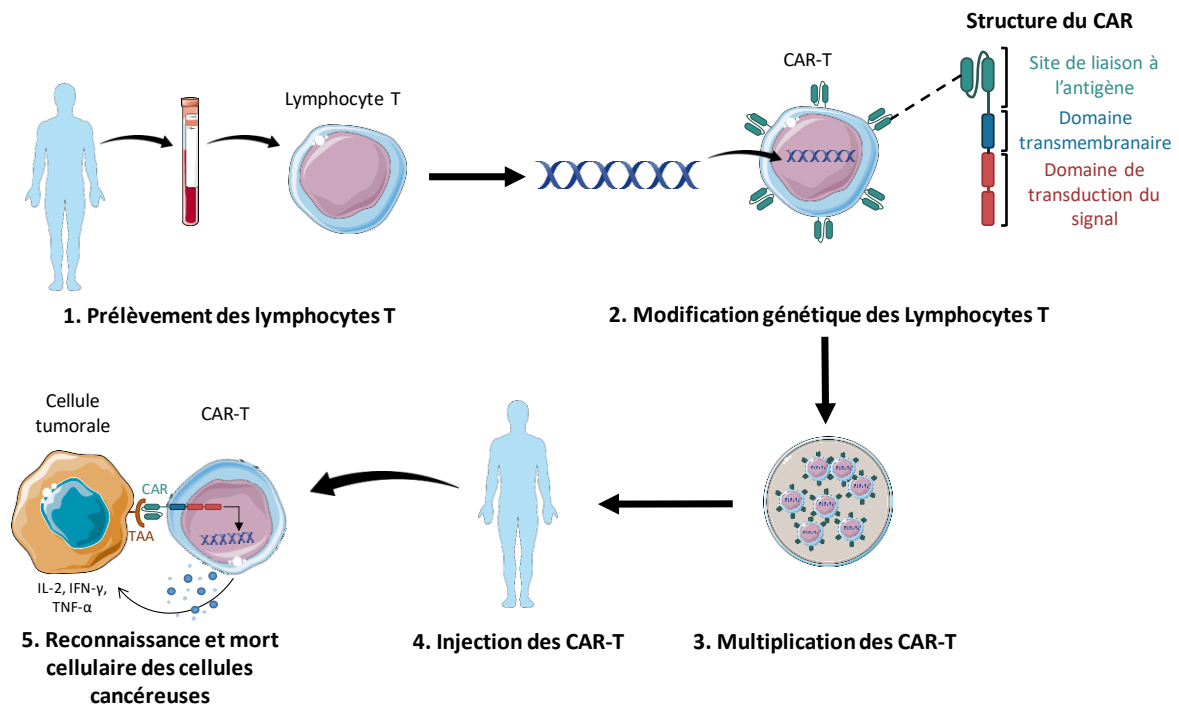 Structure du CAR
CAR-T
Site de liaison à
l'antigène
Lymphocyte T
Domaine
transmembranaire
Domaine de
transduction du
signal
1. Prélèvement des lymphocytes T
2. Modification génétique des Lymphocytes T
Cellule
tumorale
CAR-T
CAR
TAA
IL-2, IFN-γ,
TNF-α
5. Reconnaissance et mort
cellulaire des cellules
cancéreuses
4. Injection des CAR-T
3. Multiplication des CAR-T